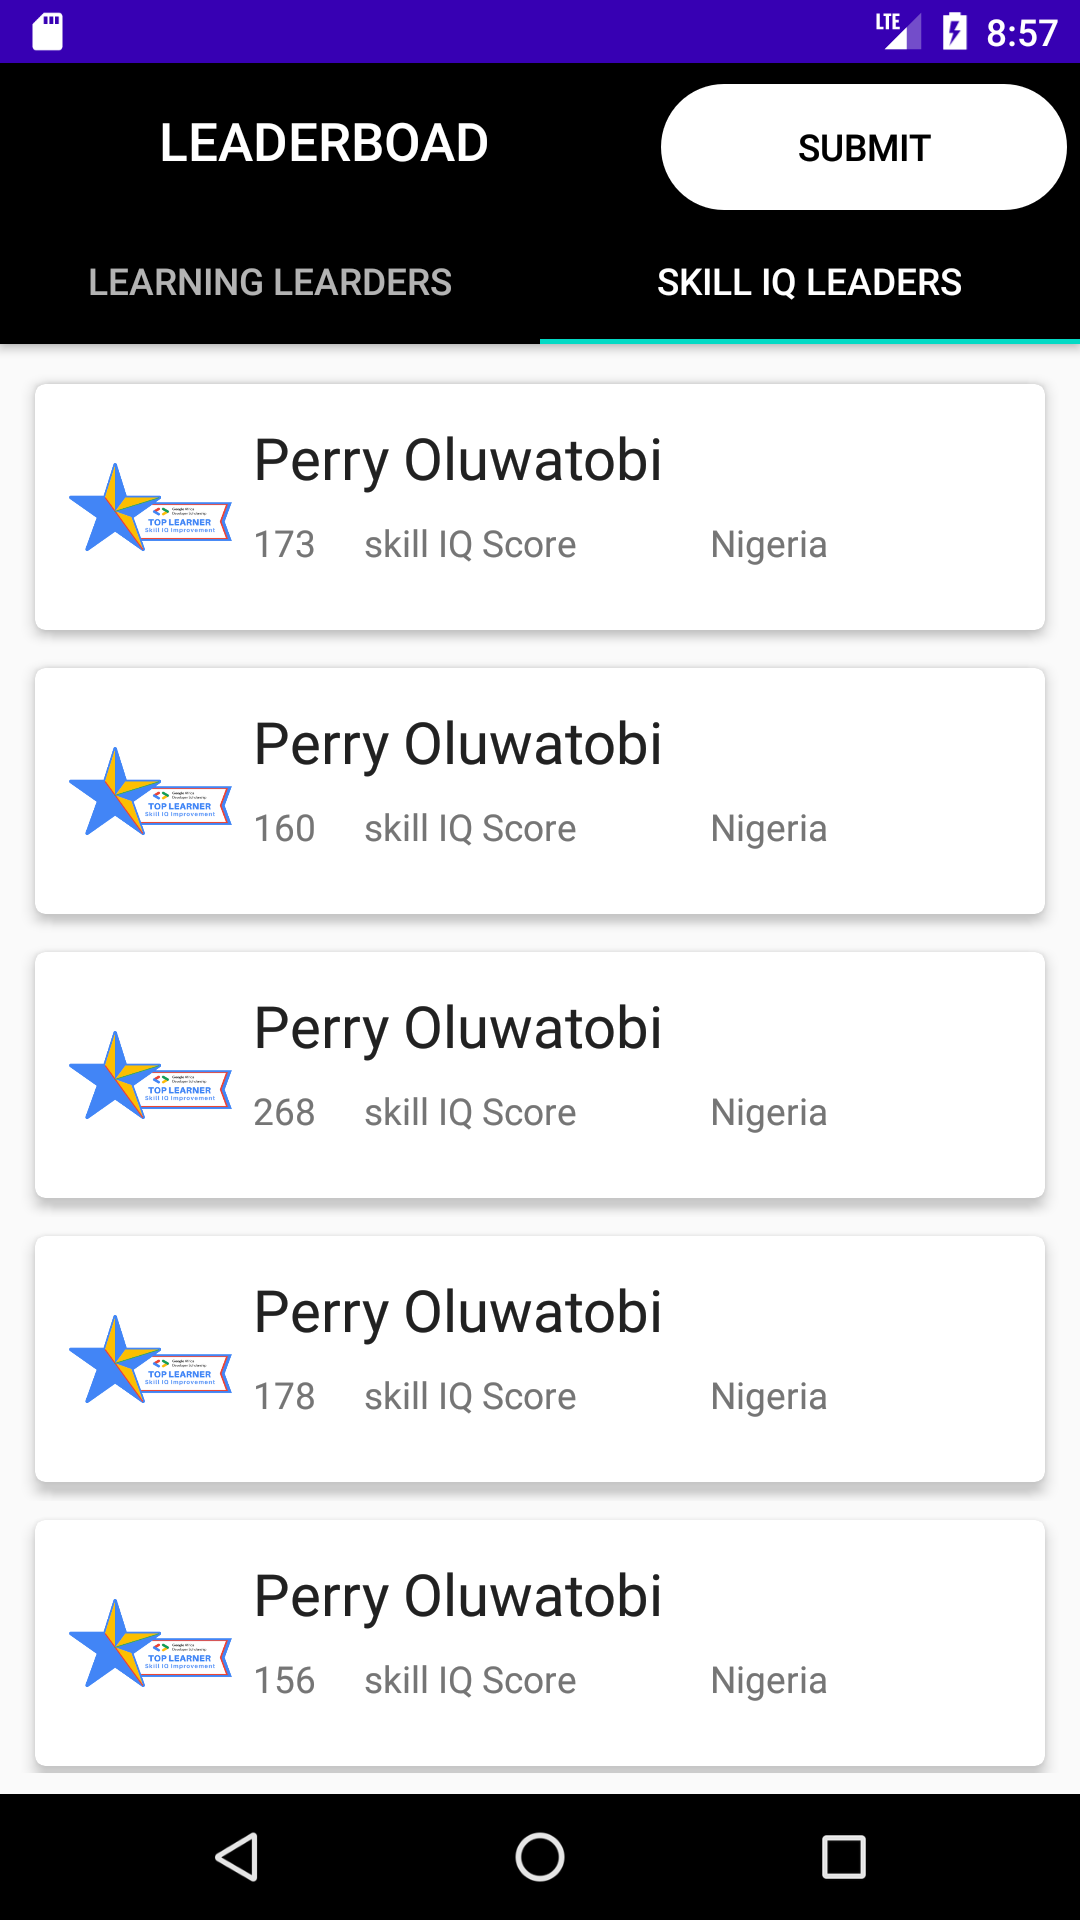 LTE 8:57
LEADERBOAD
SUBMIT
LEARNING LEARDERS
SKILL IQ LEADERS
Perry Oluwatobi
TOP LEARNER
Skill IQ Improvement
173 skill IQ Score Nigeria
Perry Oluwatobi
TOP LEARNER
Skill IQ Improvement
160 skill IQ Score Nigeria
Perry Oluwatobi
TOP LEARNER
Skill IQ Improvement
268 skill IQ Score Nigeria
Perry Oluwatobi
TOP LEARNER
Skill IQ Improvement
178 skill IQ Score Nigeria
Perry Oluwatobi
TOP LEARNER
Skill IQ Improvement
156 skill IQ Score Nigeria